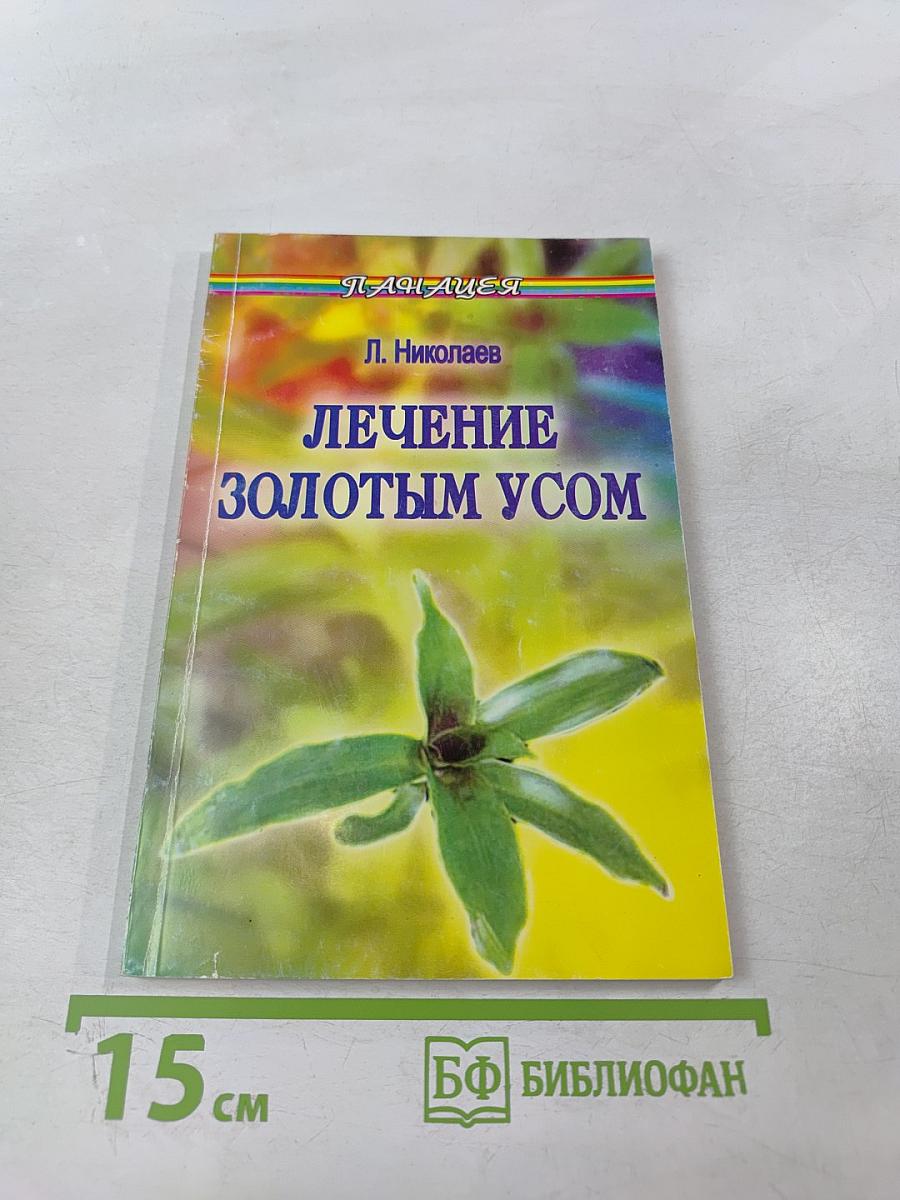 ПАНАЦЕЯ
Л. Николаев
ЛЕЧЕНИЕ
ЗОЛОТЫМ УСОМ
15 см
БФ БИБЛИОФАН